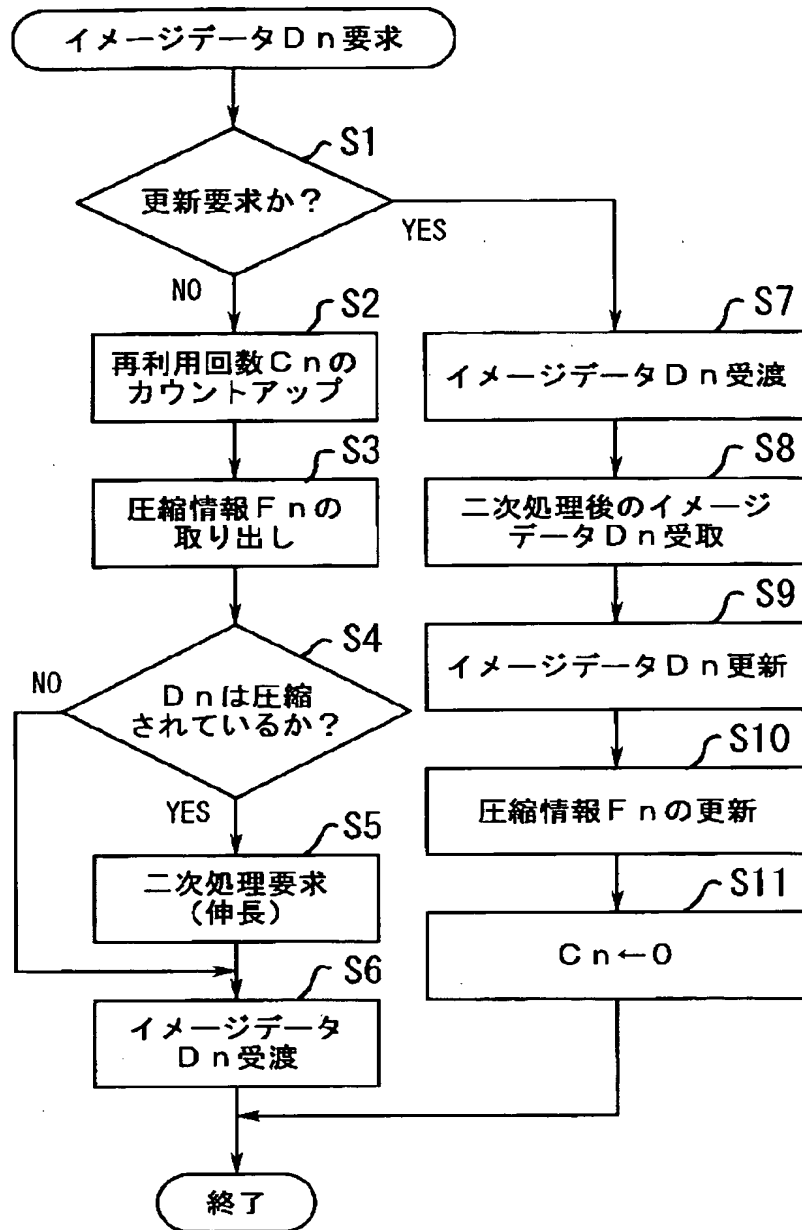 イメージデータDn要求
S1
更新要求か？
YES
NO
S2
再利用回数Cnの
カウントアップ
S3
圧縮情報Fnの
取り出し
S4
NO
Dnは圧縮
されているか？
YES
S5
二次処理要求
(伸長)
S6
イメージデータ
Dn受渡
S7
イメージデータDn受渡
S8
二次処理後のイメージ
データDn受取
S9
イメージデータDn更新
S10
圧縮情報Fnの更新
S11
Cn←0
終了